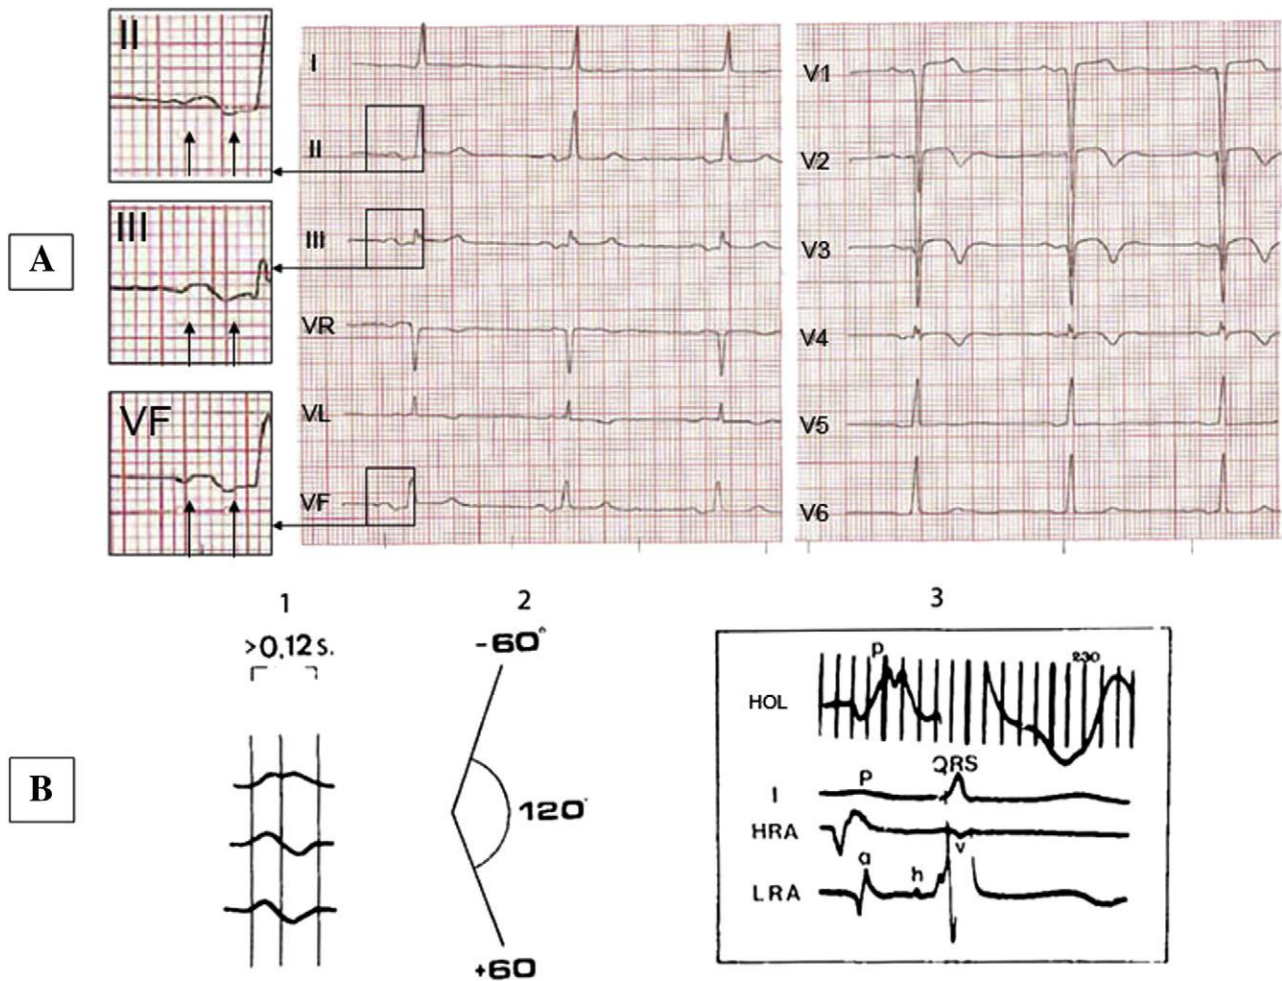 II
III
VF
A
I
II
III
VR
VL
VF
V1
V2
V3
V4
V5
V6
1
>0,12 s.
2
-60°
120°
+60
3
P
230
HOL
QRS
I
P
HRA
v
a
h
LRA
B